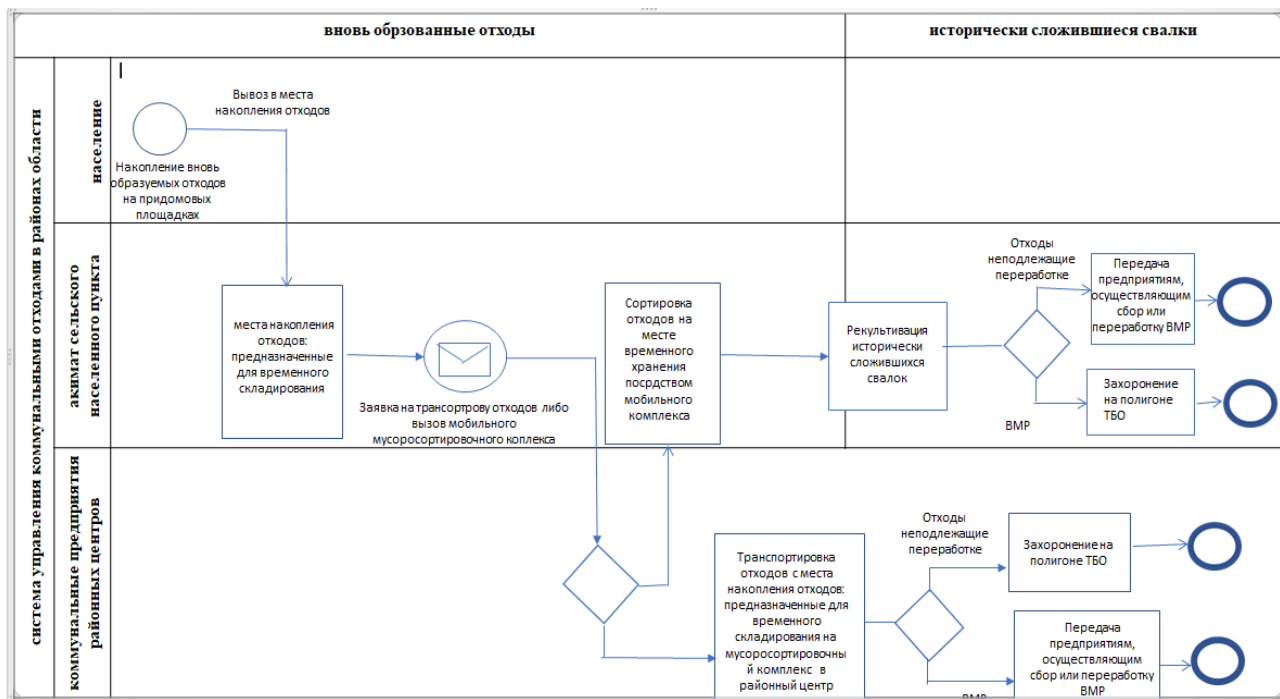 вновь обрзованные отходы
исторически сложившиеся свалки
система управления коммунальными отходами в районах области
население
Вывоз в места
накопления отходов
Накопление вновь
образуемых отходов
на придомовых
площадках
акимат сельского
населенного пункта
места накопления
отходов:
предназначенные
для временного
складирования
Заявка на трансортрову отходов либо
вызов мобильного
мусоросортировочного коплекса
Сортировка
отходов на
месте
временного
хранения
посрдством
мобильного
комплекса
Рекультивация
исторически
сложившихся
свалок
Отходы
неподлежащие
переработке
Передача
предприятиям,
осуществляющим
сбор или
переработку ВМР
ВМР
Захоронение
на полигоне
ТБО
коммунальные предприятия
районных центров
Транспортировка
отходов с места
накопления отходов:
предназначенные для
временного
складирования на
мусоросортировочны
й комплекс в
районный центр
Отходы
неподлежащие
переработке
Захоронение на
полигоне ТБО
ВМР
Передача
предприятиям,
осуществляющим
сбор или переработку
ВМР